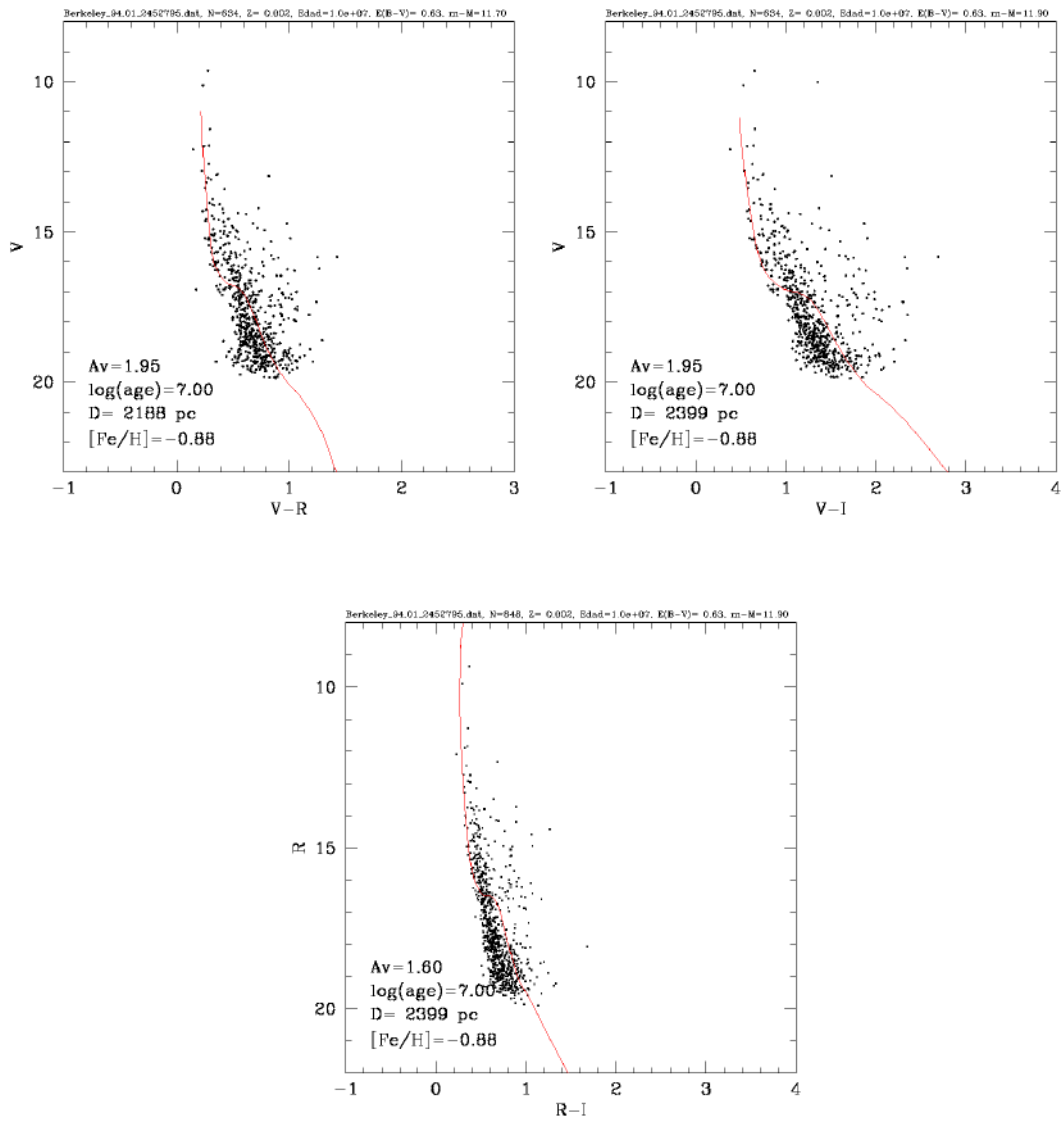 Berkeley_94.01_2452795.dat, N=634, Z= 0.002, Edad=1.0e+07, E(B-V)= 0.63, m-M=11.70
10
15
20
V
Av=1.95
log(age)=7.00
D= 2188 pc
[Fe/H]=-0.88
-1 0 1 2 3
V-R
Berkeley_94.01_2452795.dat, N=634, Z= 0.002, Edad=1.0e+07, E(B-V)= 0.63, m-M=11.90
10
15
20
V
Av=1.95
log(age)=7.00
D= 2399 pc
[Fe/H]=-0.88
-1 0 1 2 3 4
V-I
Berkeley_94.01_2452795.dat, N=648, Z= 0.002, Edad=1.0e+07, E(B-V)= 0.63, m-M=11.90
10
15
20
R
Av=1.60
log(age)=7.00
D= 2399 pc
[Fe/H]=-0.88
-1 0 1 2 3 4
R-I